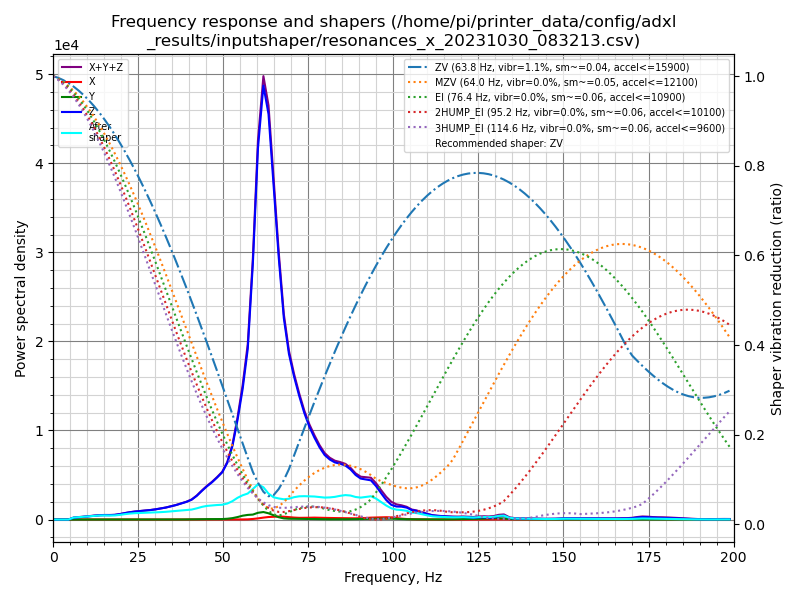 Frequency response and shapers (/home/pi/printer_data/config/adxl
_results/inputshaper/resonances_x_20231030_083213.csv)
1e4
X+Y+Z
X
Y
Z
After
shaper
ZV (63.8 Hz, vibr=1.1%, sm~=0.04, accel<=15900)
MZV (64.0 Hz, vibr=0.0%, sm~=0.05, accel<=12100)
EI (76.4 Hz, vibr=0.0%, sm~=0.06, accel<=10900)
2HUMP_EI (95.2 Hz, vibr=0.0%, sm~=0.06, accel<=10100)
3HUMP_EI (114.6 Hz, vibr=0.0%, sm~=0.06, accel<=9600)
Recommended shaper: ZV
5
4
3
2
1
0
Power spectral density
1.0
0.8
0.6
0.4
0.2
0.0
Shaper vibration reduction (ratio)
0 25 50 75 100 125 150 175 200
Frequency, Hz